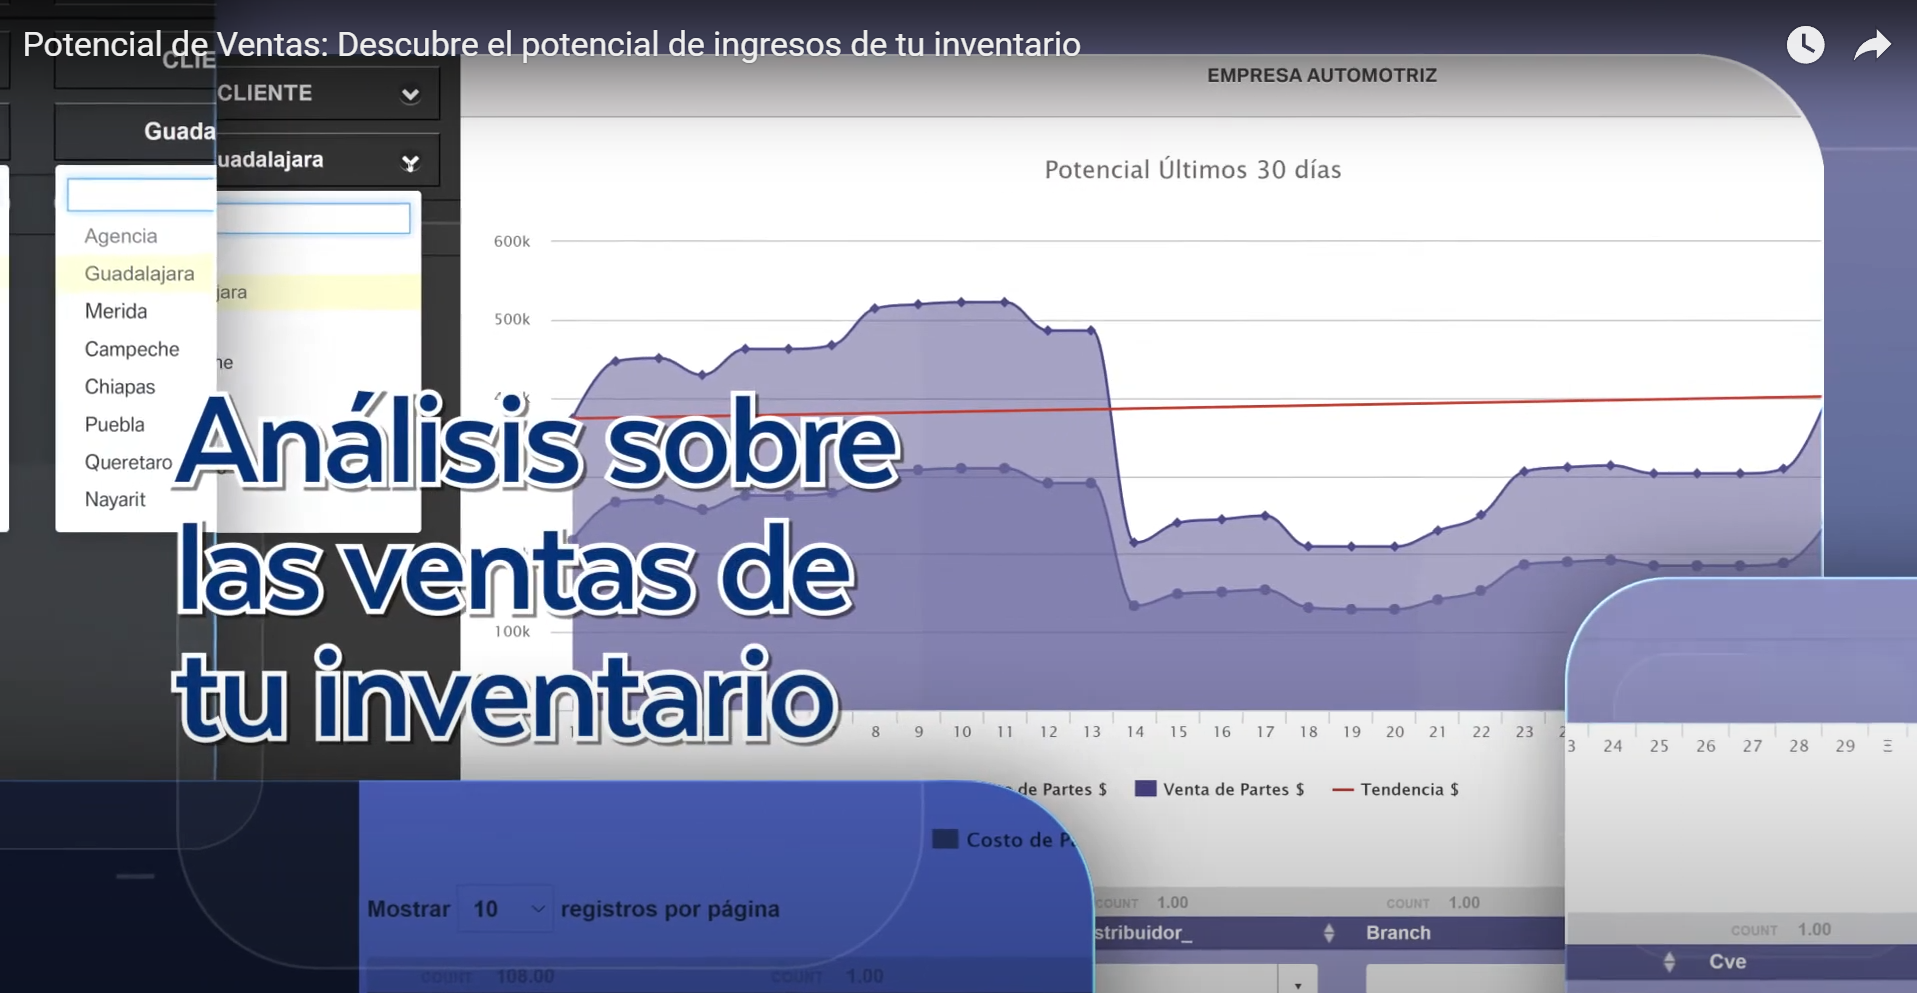 Potencial de Ventas: Descubre el potencial de ingresos de tu inventario
CLIE
CLIENTE
EMPRESA AUTOMOTRIZ
Guada
uadalajara
Agencia
Guadalajara
Merida
Campeche
Chiapas
Puebla
Queretaro
Nayarit
jara
ne
Potencial Últimos 30 días
600k
500k
100k
Análisis sobre
las ventas de
tu inventario
8 9 10 11 12 13 14 15 16 17 18 19 20 21 22 23 2
3 24 25 26 27 28 29
de Partes $ Venta de Partes $ Tendencia $
Costo de P
Mostrar 10 registros por página
COUNT 108.00 COUNT 1.00
COUNT 1.00 COUNT 1.00
stribuidor_ Branch
COUNT 1.00
Cve